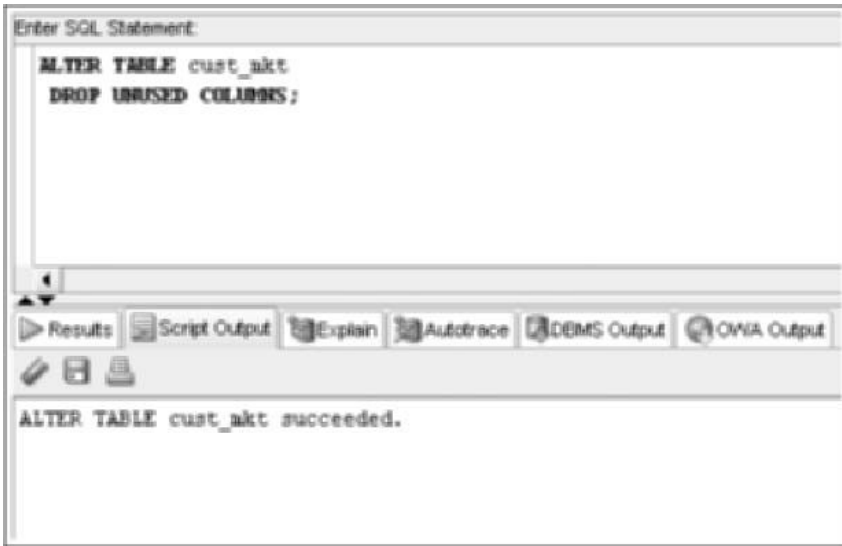 Enter SQL Statement:
ALTER TABLE cust_mkt
DROP UNUSED COLUMNS;
Results Script Output Explain Autotrace DBMS Output OWA Output
ALTER TABLE cust_mkt succeeded.